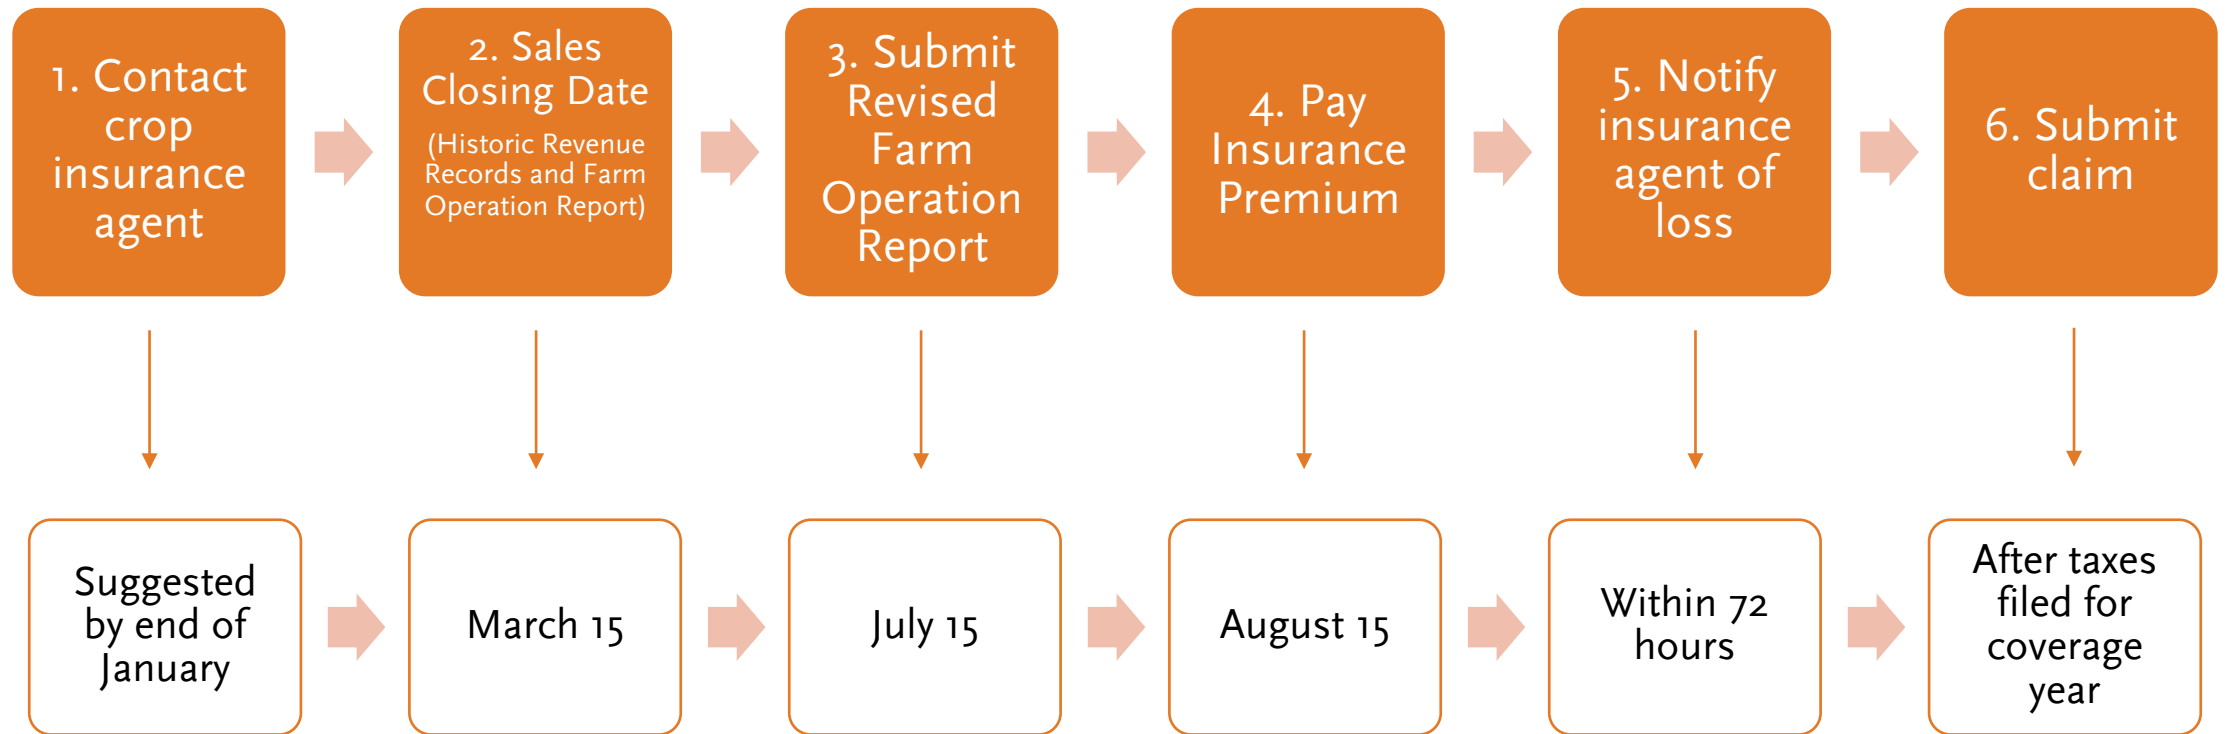 1. Contact
crop
insurance
agent
2. Sales
Closing Date
(Historic Revenue
Records and Farm
Operation Report)
3. Submit
Revised
Farm
Operation
Report
4. Pay
Insurance
Premium
5. Notify
insurance
agent of
loss
6. Submit
claim
Suggested
by end of
January
March 15
July 15
August 15
Within 72
hours
After taxes
filed for
coverage
year